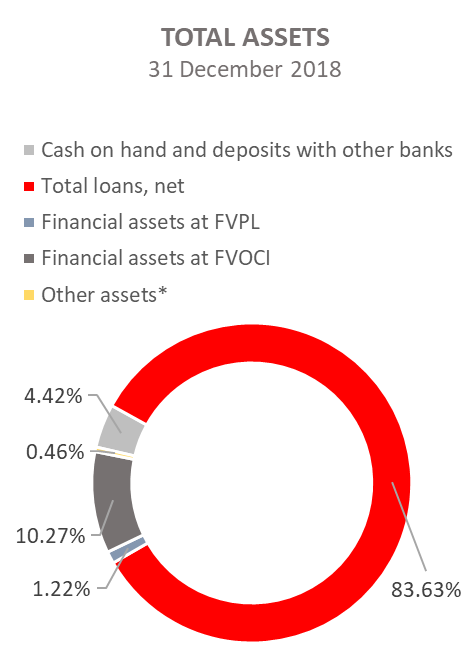 TOTAL ASSETS
31 December 2018
Cash on hand and deposits with other banks
Total loans, net
Financial assets at FVPL
Financial assets at FVOCI
Other assets*
4.42%
0.46%
10.27%
1.22%
83.63%